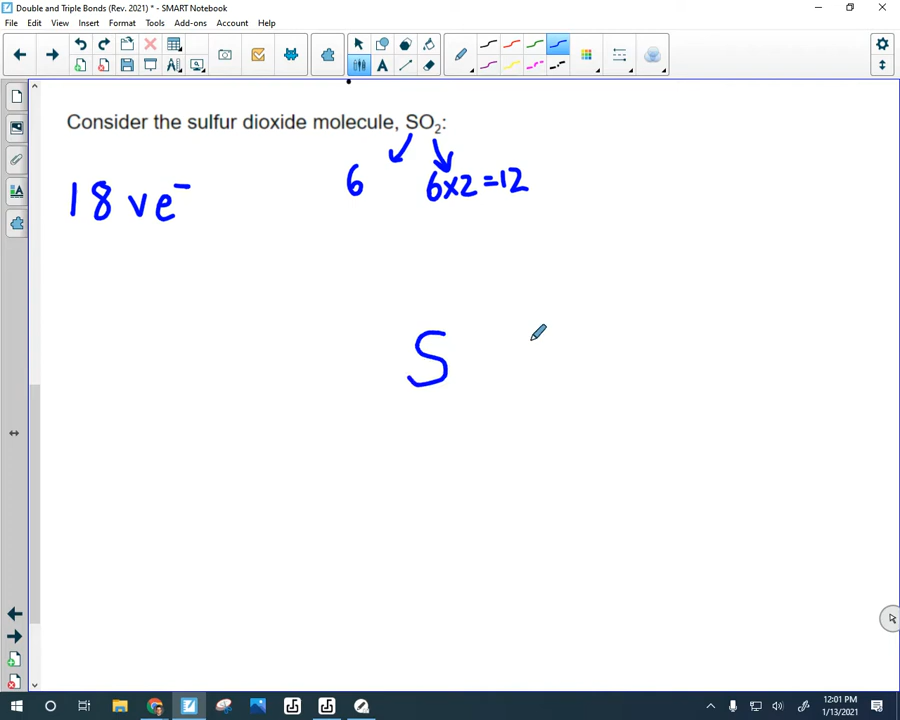 Double and Triple Bonds (Rev. 2021) * - SMART Notebook
File Edit View Insert Format Tools Add-ons Account Help
Consider the sulfur dioxide molecule, SO₂:
6 6x2=12
18 ve⁻
S
12:01 PM
1/13/2021